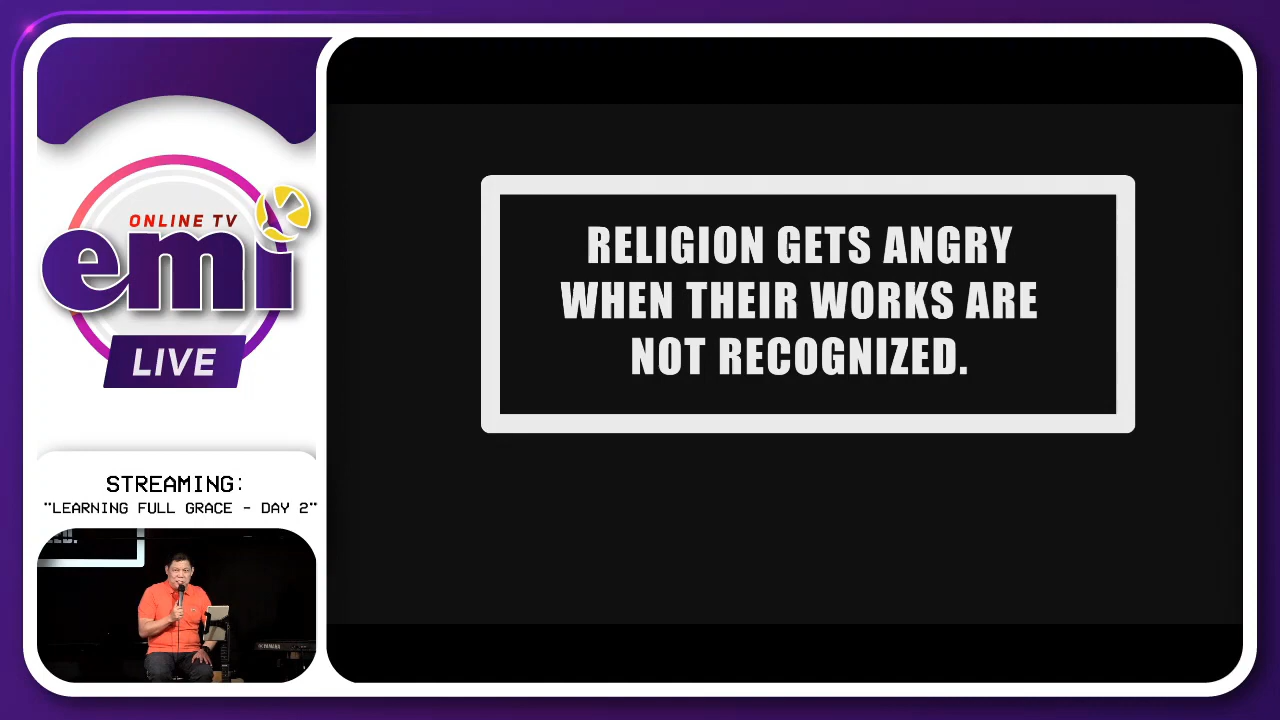 ONLINE TV
emi
LIVE
STREAMING:
"LEARNING FULL GRACE - DAY 2"
RELIGION GETS ANGRY
WHEN THEIR WORKS ARE
NOT RECOGNIZED.
YAMAHA